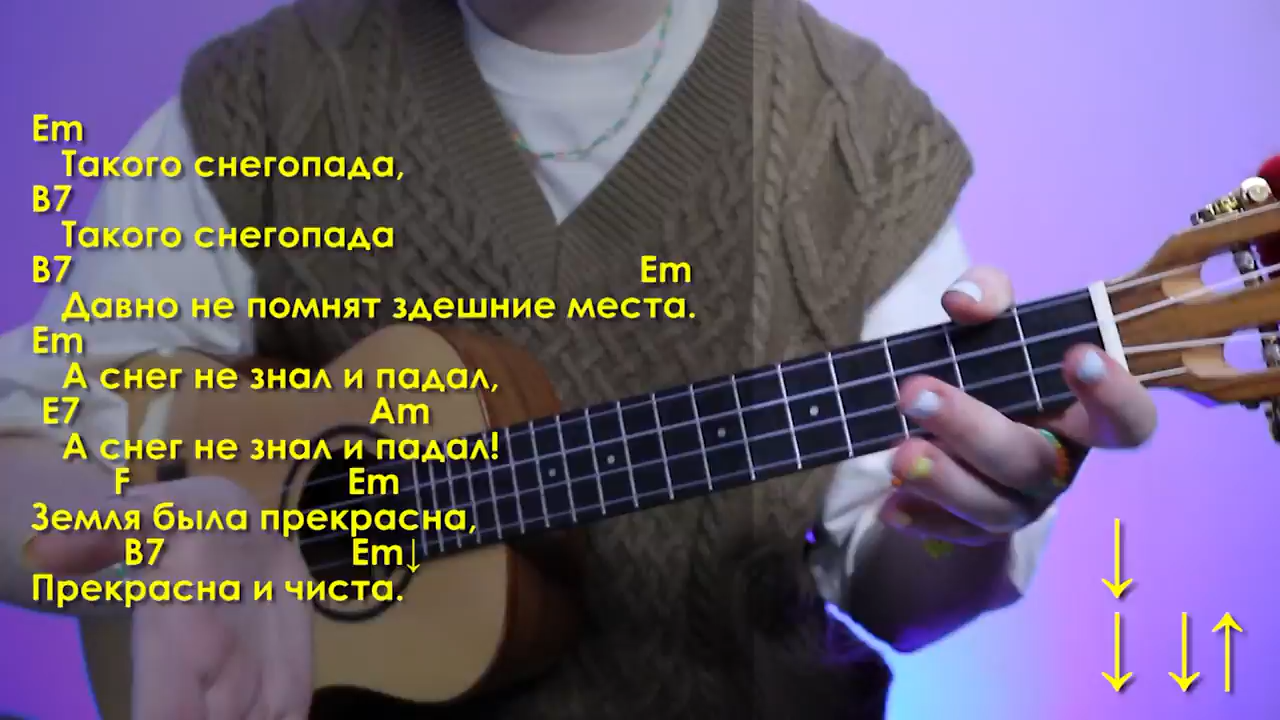 Em
Такого снегопада,
B7
Такого снегопада
B7 Em
Давно не помнят здешние места.
Em
А снег не знал и падал,
E7 Am
А снег не знал и падал!
F Em
Земля была прекрасна,
B7 Em↓
Прекрасна и чиста.
↓
↓ ↓↑